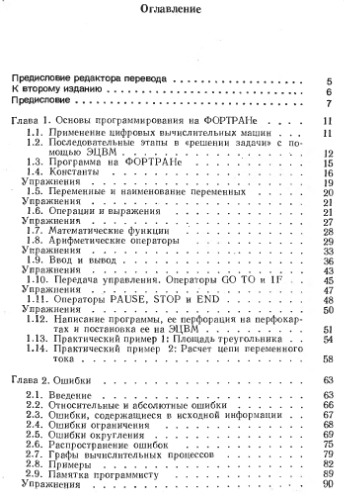 Оглавление
Предисловие редактора перевода . . . . . . . . . . . . 5
К второму изданию . . . . . . . . . . . . 6
Предисловие . . . . . . . . . . . . 7
Глава 1. Основы программирования на ФОРТРАНе . . . 11
1.1. Применение цифровых вычислительных машин . . . 11
1.2. Последовательные этапы в «решении задачи» с по-
мощью ЭЦВМ . . . . . . . . . . . . 12
1.3. Программа на ФОРТРАНе . . . . . . . . 15
1.4. Константы . . . . . . . . . . . . 16
Упражнения . . . . . . . . . . . . 19
1.5. Переменные и наименование переменных . . . . 20
Упражнения . . . . . . . . . . . . 21
1.6. Операции и выражения . . . . . . . . 21
Упражнения . . . . . . . . . . . . 27
1.7. Математические функции . . . . . . . . 28
1.8. Арифметические операторы . . . . . . . . 29
Упражнения . . . . . . . . . . . . 33
1.9. Ввод и вывод . . . . . . . . . . . . 36
Упражнения . . . . . . . . . . . . 43
1.10. Передача управления. Операторы GO TO и IF . . 45
Упражнения . . . . . . . . . . . . 47
1.11. Операторы PAUSE, STOP и END . . . . . . 48
Упражнения . . . . . . . . . . . . 50
1.12. Написание программы, ее перфорация на перфокар-
тах и постановка ее на ЭЦВМ . . . . . . . . 51
1.13. Практический пример 1: Площадь треугольника . . 54
1.14. Практический пример 2: Расчет цепи переменного
тока . . . . . . . . . . . . 58
Глава 2. Ошибки . . . . . . . . . . . . 63
2.1. Введение . . . . . . . . . . . . 63
2.2. Относительные и абсолютные ошибки . . . . . 66
2.3. Ошибки, содержащиеся в исходной информации . . 67
2.4. Ошибки ограничения . . . . . . . . 68
2.5. Ошибки округления . . . . . . . . 69
2.6. Распространение ошибок . . . . . . . . 75
2.7. Графы вычислительных процессов . . . . . . 79
2.8. Примеры . . . . . . . . . . . . 82
2.9. Памятка программисту . . . . . . . . 89
Упражнения . . . . . . . . . . . . 90